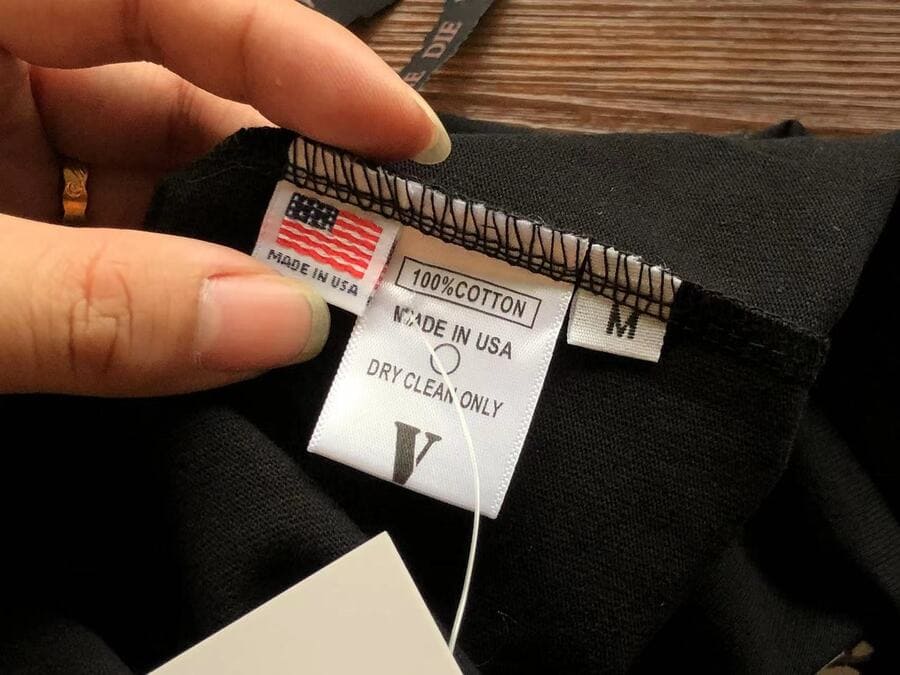 E DIE
MADE IN USA
100%COTTON
MADE IN USA
DRY CLEAN ONLY
V
M